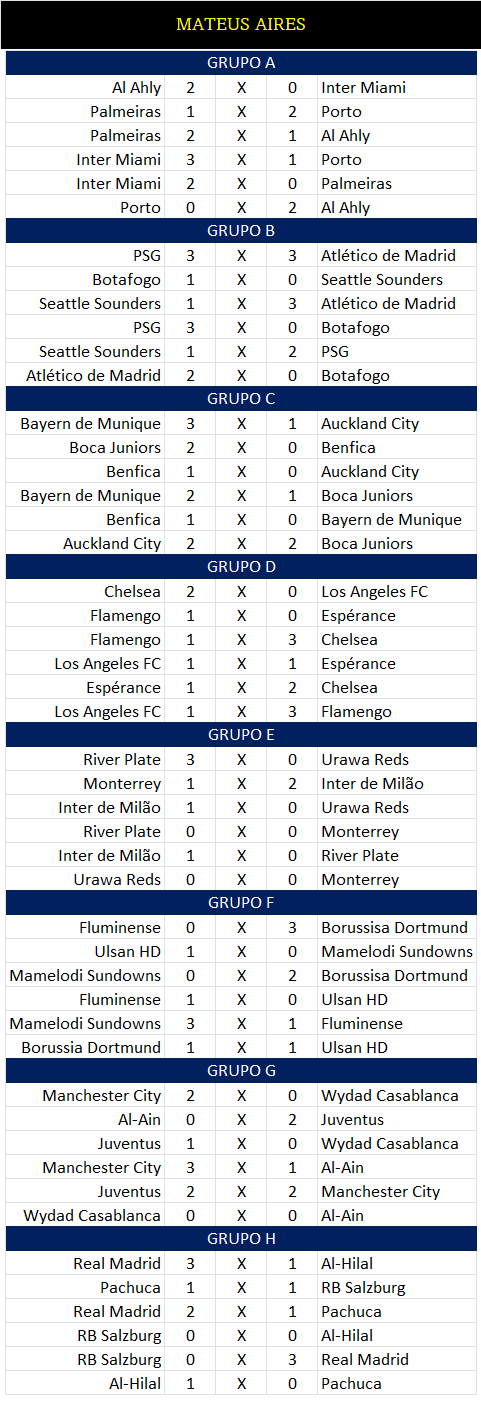 MATEUS AIRES
GRUPO A
Al Ahly 2 X 0 Inter Miami
Palmeiras 1 X 2 Porto
Palmeiras 2 X 1 Al Ahly
Inter Miami 3 X 1 Porto
Inter Miami 2 X 0 Palmeiras
Porto 0 X 2 Al Ahly
GRUPO B
PSG 3 X 3 Atlético de Madrid
Botafogo 1 X 0 Seattle Sounders
Seattle Sounders 1 X 3 Atlético de Madrid
PSG 3 X 0 Botafogo
Seattle Sounders 1 X 2 PSG
Atlético de Madrid 2 X 0 Botafogo
GRUPO C
Bayern de Munique 3 X 1 Auckland City
Boca Juniors 2 X 0 Benfica
Benfica 1 X 0 Auckland City
Bayern de Munique 2 X 1 Boca Juniors
Benfica 1 X 0 Bayern de Munique
Auckland City 2 X 2 Boca Juniors
GRUPO D
Chelsea 2 X 0 Los Angeles FC
Flamengo 1 X 0 Espérance
Flamengo 1 X 3 Chelsea
Los Angeles FC 1 X 1 Espérance
Espérance 1 X 2 Chelsea
Los Angeles FC 1 X 3 Flamengo
GRUPO E
River Plate 3 X 0 Urawa Reds
Monterrey 1 X 2 Inter de Milão
Inter de Milão 1 X 0 Urawa Reds
River Plate 0 X 0 Monterrey
Inter de Milão 1 X 0 River Plate
Urawa Reds 0 X 0 Monterrey
GRUPO F
Fluminense 0 X 3 Borussisa Dortmund
Ulsan HD 1 X 0 Mamelodi Sundowns
Mamelodi Sundowns 0 X 2 Borussisa Dortmund
Fluminense 1 X 0 Ulsan HD
Mamelodi Sundowns 3 X 1 Fluminense
Borussia Dortmund 1 X 1 Ulsan HD
GRUPO G
Manchester City 2 X 0 Wydad Casablanca
Al-Ain 0 X 2 Juventus
Juventus 1 X 0 Wydad Casablanca
Manchester City 3 X 1 Al-Ain
Juventus 2 X 2 Manchester City
Wydad Casablanca 0 X 0 Al-Ain
GRUPO H
Real Madrid 3 X 1 Al-Hilal
Pachuca 1 X 1 RB Salzburg
Real Madrid 2 X 1 Pachuca
RB Salzburg 0 X 0 Al-Hilal
RB Salzburg 0 X 3 Real Madrid
Al-Hilal 1 X 0 Pachuca